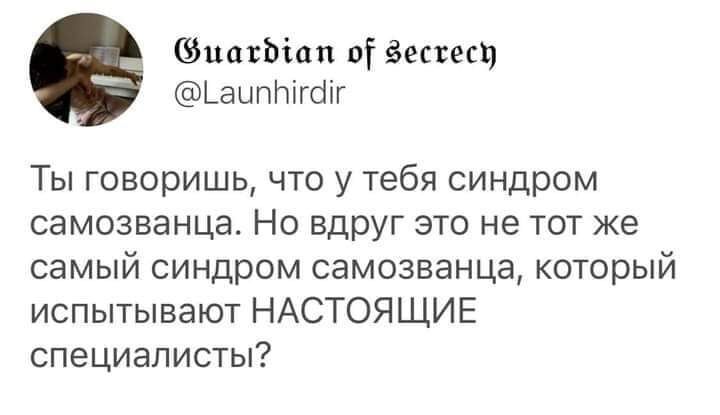 Guardian of secrecy
@Launhirdir
Ты говоришь, что у тебя синдром
самозванца. Но вдруг это не тот же
самый синдром самозванца, который
испытывают НАСТОЯЩИЕ
специалисты?